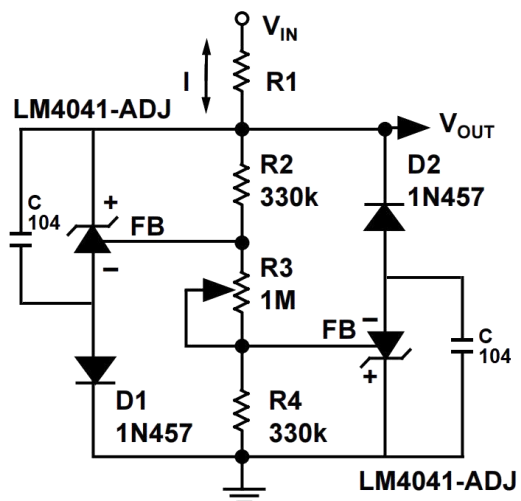 V_IN
I
R1
LM4041-ADJ
V_OUT
R2
330k
D2
1N457
C
104
+
FB
−
R3
1M
FB
−
+
C
104
D1
1N457
R4
330k
LM4041-ADJ